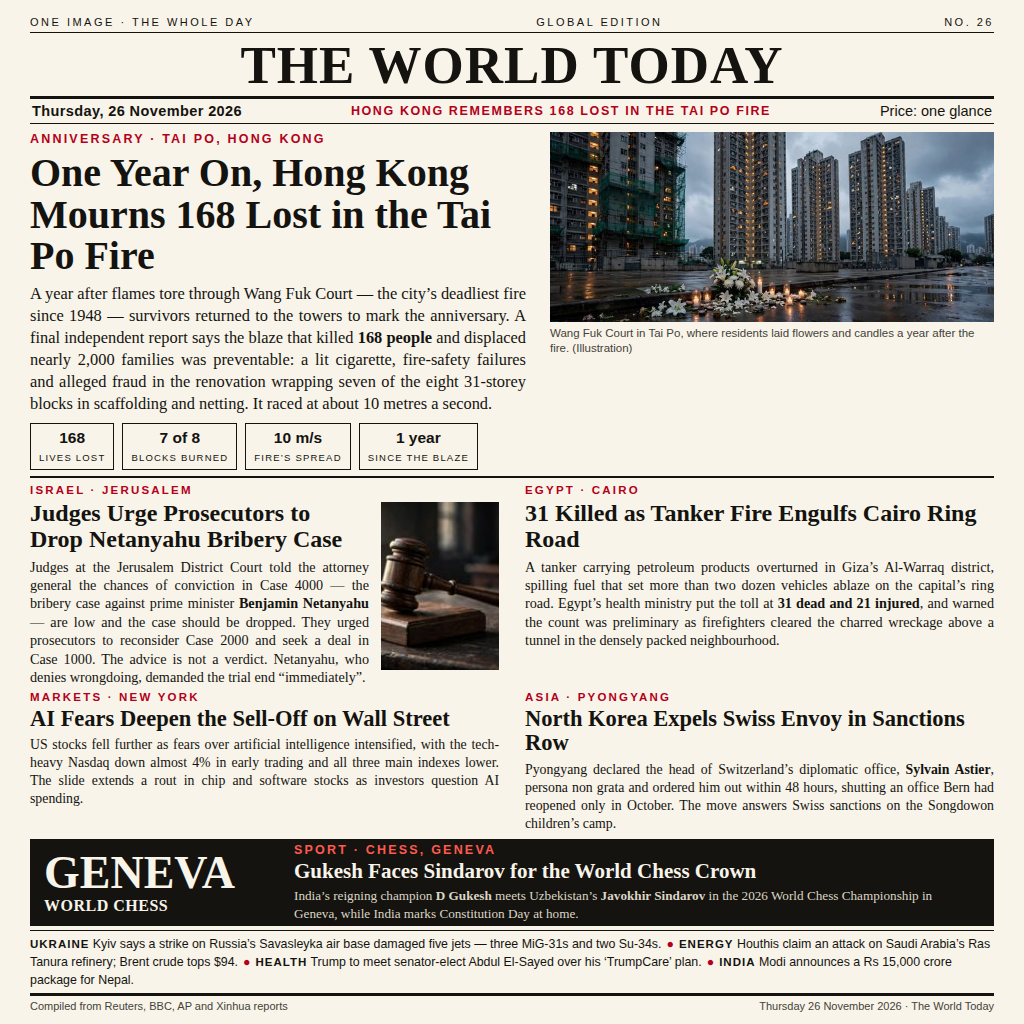 ONE IMAGE · THE WHOLE DAY
GLOBAL EDITION
NO. 26
THE WORLD TODAY
Thursday, 26 November 2026
HONG KONG REMEMBERS 168 LOST IN THE TAI PO FIRE
Price: one glance
ANNIVERSARY · TAI PO, HONG KONG
One Year On, Hong Kong
Mourns 168 Lost in the Tai
Po Fire
A year after flames tore through Wang Fuk Court — the city’s deadliest fire
since 1948 — survivors returned to the towers to mark the anniversary. A
final independent report says the blaze that killed 168 people and displaced
nearly 2,000 families was preventable: a lit cigarette, fire-safety failures
and alleged fraud in the renovation wrapping seven of the eight 31-storey
blocks in scaffolding and netting. It raced at about 10 metres a second.
168
LIVES LOST
7 of 8
BLOCKS BURNED
10 m/s
FIRE’S SPREAD
1 year
SINCE THE BLAZE
Wang Fuk Court in Tai Po, where residents laid flowers and candles a year after the
fire. (Illustration)
ISRAEL · JERUSALEM
Judges Urge Prosecutors to
Drop Netanyahu Bribery Case
Judges at the Jerusalem District Court told the attorney
general the chances of conviction in Case 4000 — the
bribery case against prime minister Benjamin Netanyahu
— are low and the case should be dropped. They urged
prosecutors to reconsider Case 2000 and seek a deal in
Case 1000. The advice is not a verdict. Netanyahu, who
denies wrongdoing, demanded the trial end “immediately”.
EGYPT · CAIRO
31 Killed as Tanker Fire Engulfs Cairo Ring
Road
A tanker carrying petroleum products overturned in Giza’s Al-Warraq district,
spilling fuel that set more than two dozen vehicles ablaze on the capital’s ring
road. Egypt’s health ministry put the toll at 31 dead and 21 injured, and warned
the count was preliminary as firefighters cleared the charred wreckage above a
tunnel in the densely packed neighbourhood.
MARKETS · NEW YORK
AI Fears Deepen the Sell-Off on Wall Street
US stocks fell further as fears over artificial intelligence intensified, with the tech-
heavy Nasdaq down almost 4% in early trading and all three main indexes lower.
The slide extends a rout in chip and software stocks as investors question AI
spending.
ASIA · PYONGYANG
North Korea Expels Swiss Envoy in Sanctions
Row
Pyongyang declared the head of Switzerland’s diplomatic office, Sylvain Astier,
persona non grata and ordered him out within 48 hours, shutting an office Bern had
reopened only in October. The move answers Swiss sanctions on the Songdowon
children’s camp.
GENEVA
WORLD CHESS
SPORT · CHESS, GENEVA
Gukesh Faces Sindarov for the World Chess Crown
India’s reigning champion D Gukesh meets Uzbekistan’s Javokhir Sindarov in the 2026 World Chess Championship in
Geneva, while India marks Constitution Day at home.
UKRAINE Kyiv says a strike on Russia’s Savasleyka air base damaged five jets — three MiG-31s and two Su-34s. ● ENERGY Houthis claim an attack on Saudi Arabia’s Ras
Tanura refinery; Brent crude tops $94. ● HEALTH Trump to meet senator-elect Abdul El-Sayed over his ‘TrumpCare’ plan. ● INDIA Modi announces a Rs 15,000 crore
package for Nepal.
Compiled from Reuters, BBC, AP and Xinhua reports
Thursday 26 November 2026 · The World Today